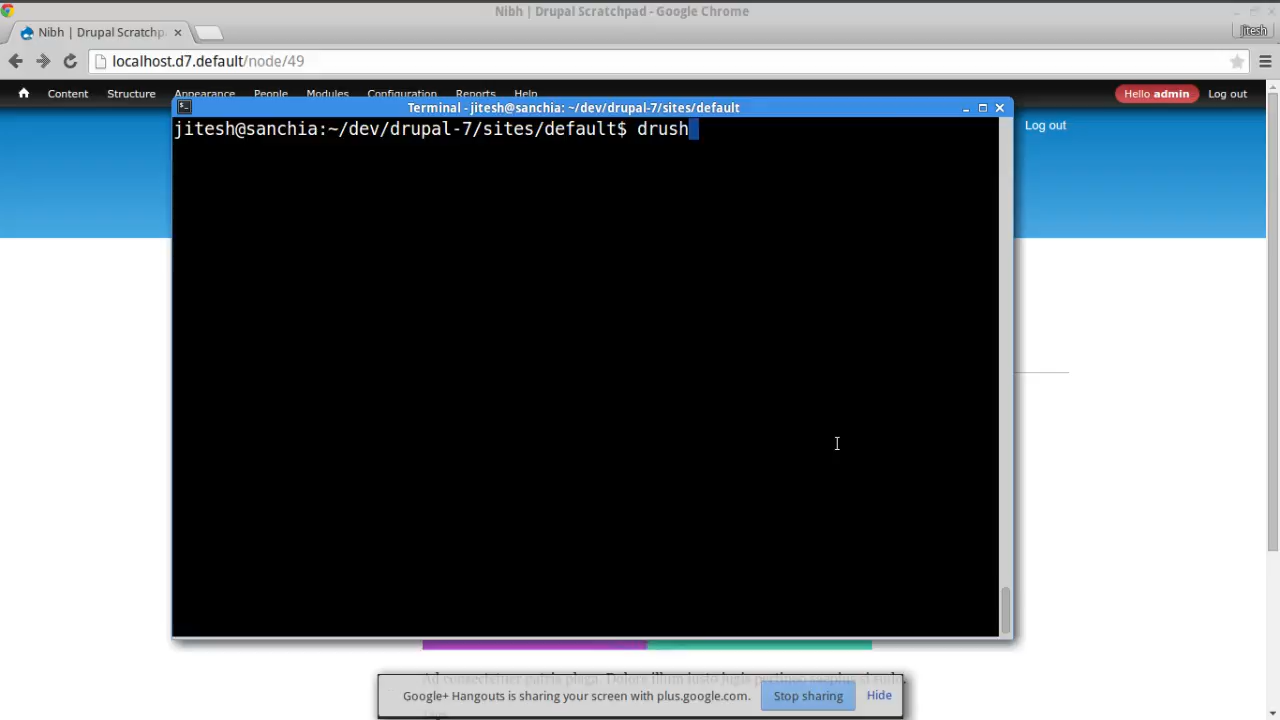 Nibh | Drupal Scratchpad - Google Chrome
Nibh | Drupal Scratchp
jitesh
localhost.d7.default/node/49
Content Structure Appearance People Modules Configuration Reports Help Hello admin Log out
Terminal - jitesh@sanchia: ~/dev/drupal-7/sites/default
Log out
jitesh@sanchia:~/dev/drupal-7/sites/default$ drush
Google+ Hangouts is sharing your screen with plus.google.com. Stop sharing Hide